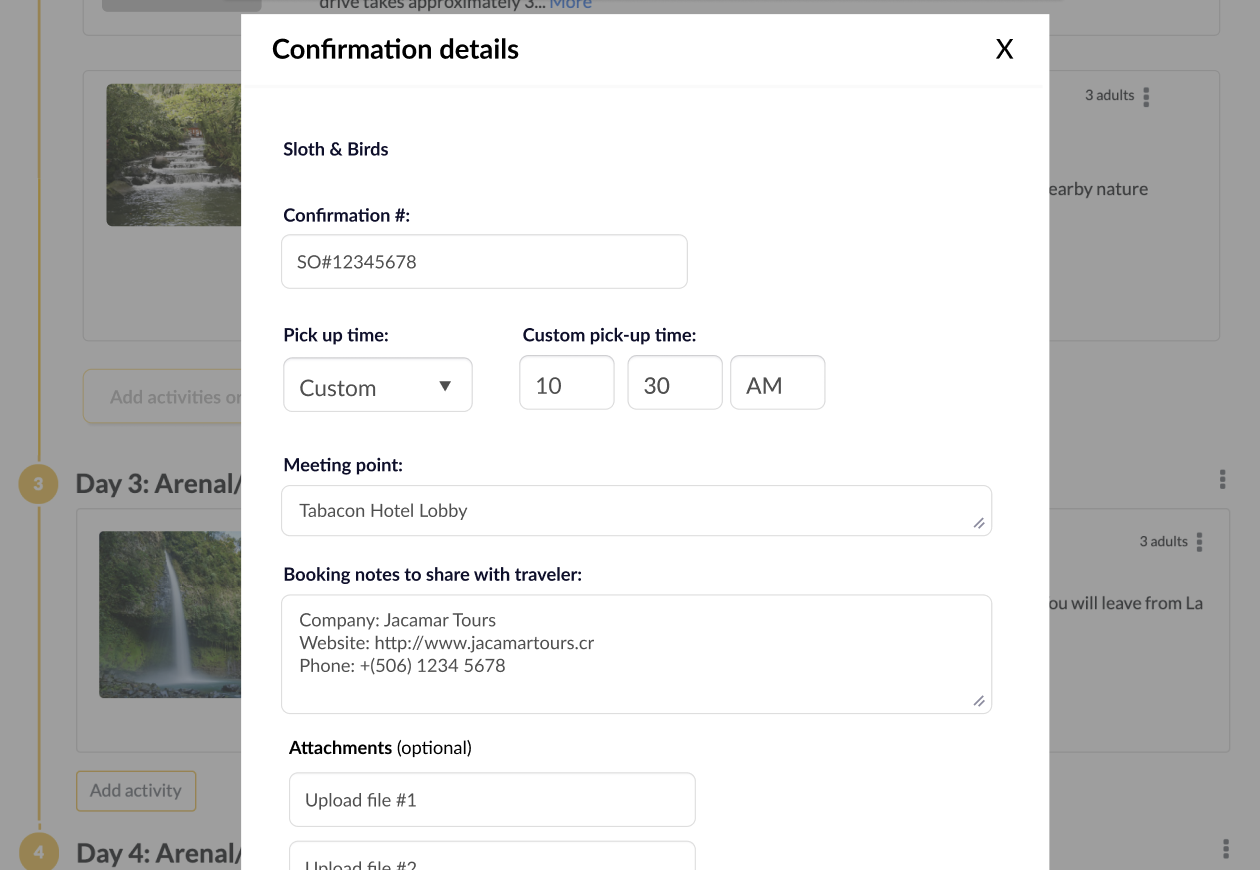 drive takes approximately 3... More
Confirmation details
X
3 adults
Sloth & Birds
earby nature
Confirmation #:
SO#12345678
Pick up time:
Custom pick-up time:
Custom
10
30
AM
Add activities or
Meeting point:
3
Day 3: Arenal/
Tabacon Hotel Lobby
3 adults
Booking notes to share with traveler:
ou will leave from La
Company: Jacamar Tours
Website: http://www.jacamartours.cr
Phone: +(506) 1234 5678
Attachments (optional)
Add activity
Upload file #1
4
Day 4: Arenal/
Upload file #2